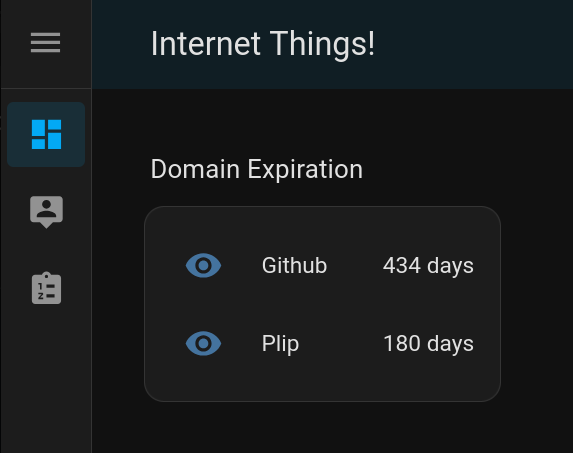 Internet Things!
Domain Expiration
Github 434 days
Plip 180 days